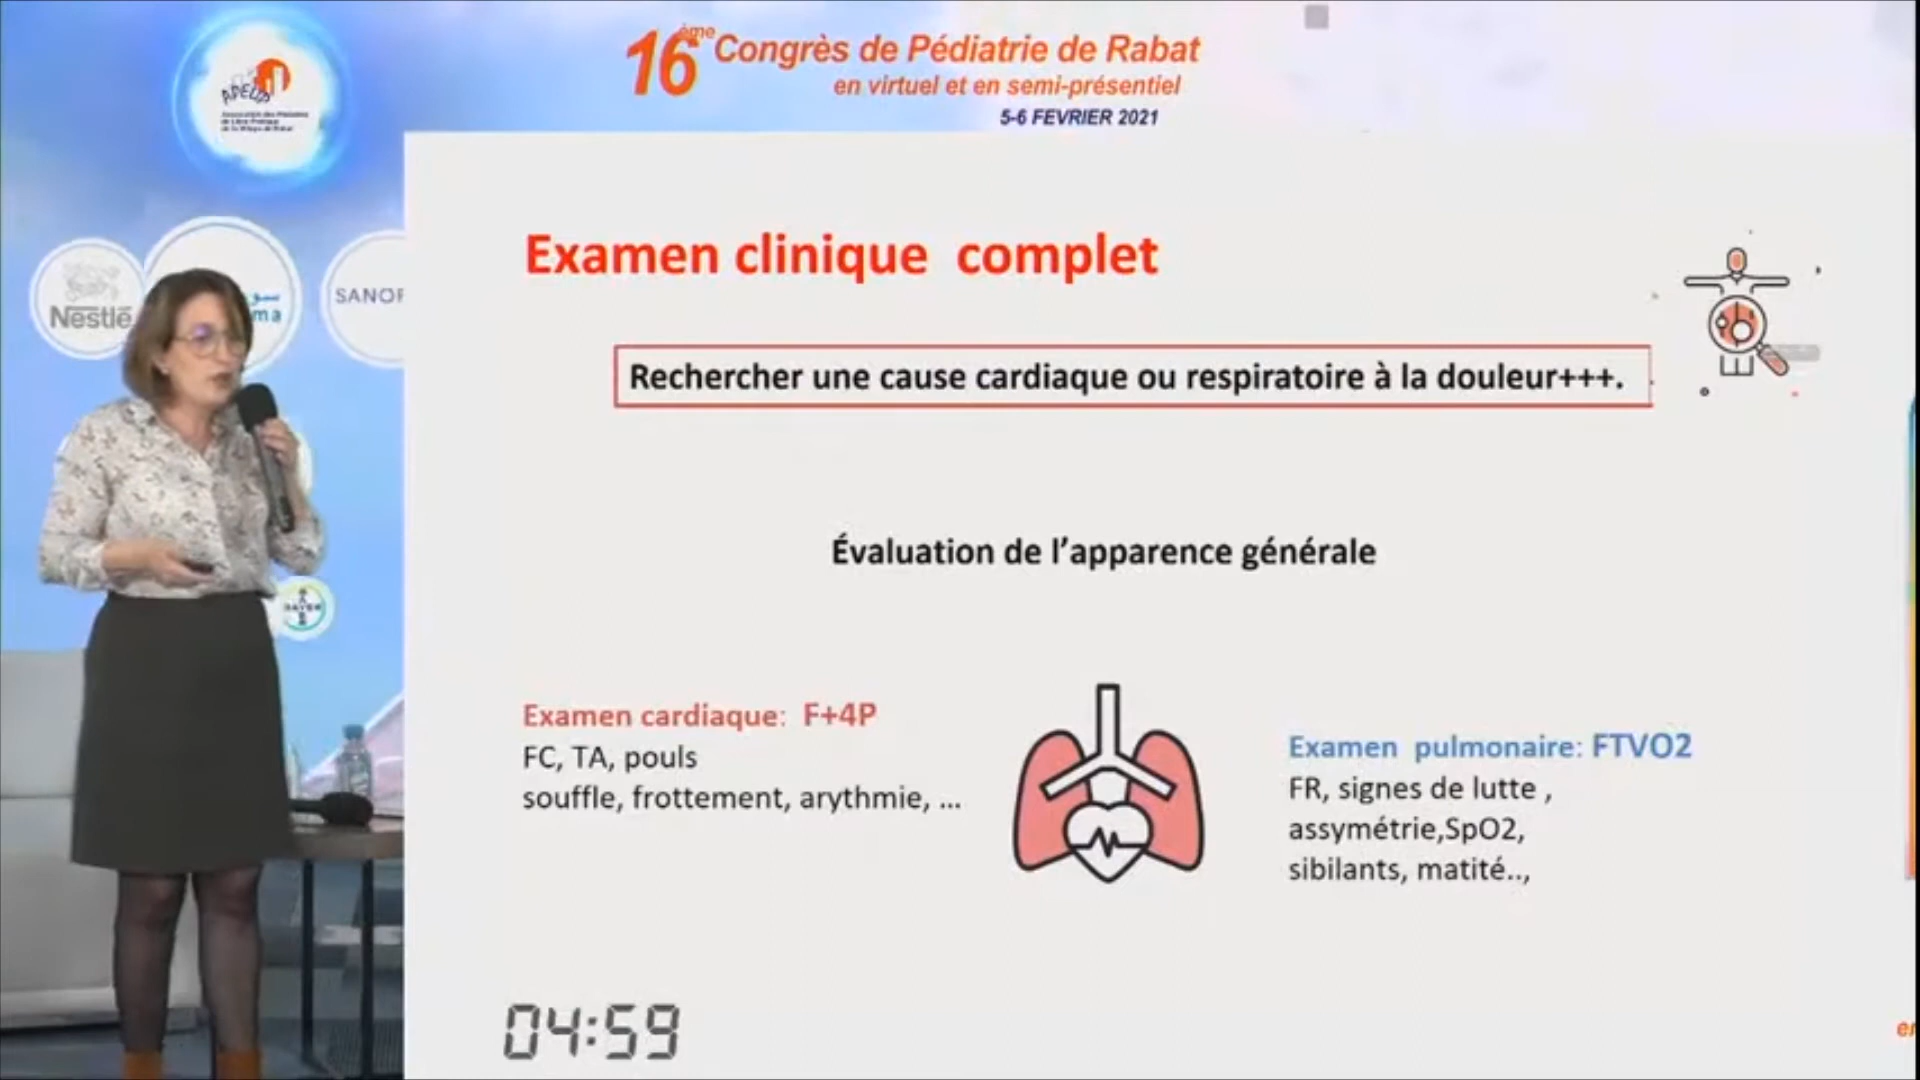 16ème Congrès de Pédiatrie de Rabat
en virtuel et en semi-présentiel
5-6 FEVRIER 2021
Nestlé
SANOF
BAYER
Examen clinique complet
Rechercher une cause cardiaque ou respiratoire à la douleur+++.
Évaluation de l'apparence générale
Examen cardiaque: F+4P
FC, TA, pouls
souffle, frottement, arythmie, ...
Examen pulmonaire: FTVO2
FR, signes de lutte ,
assymétrie,SpO2,
sibilants, matité..,
04:59